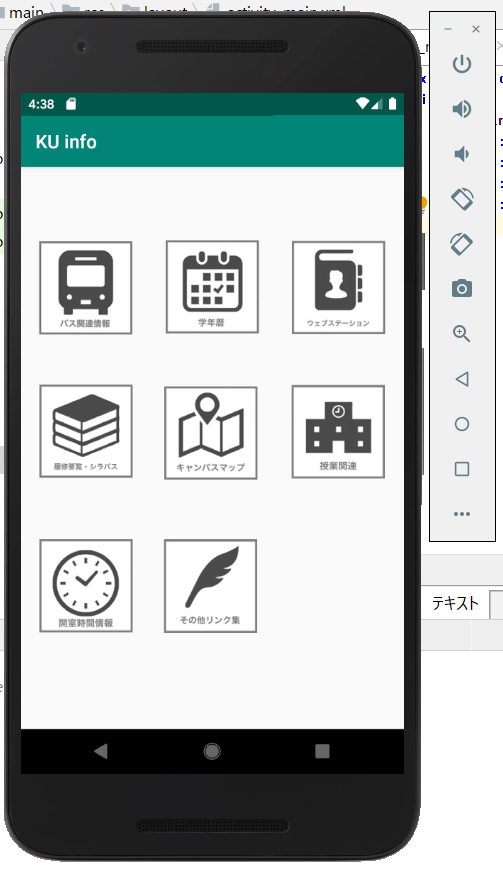 main
res
layout
activity_main.xml
4:38
KU info
バス関連情報
学年暦
ウェブステーション
履修要覧・シラバス
キャンパスマップ
授業関連
開室時間情報
その他リンク集
テキスト